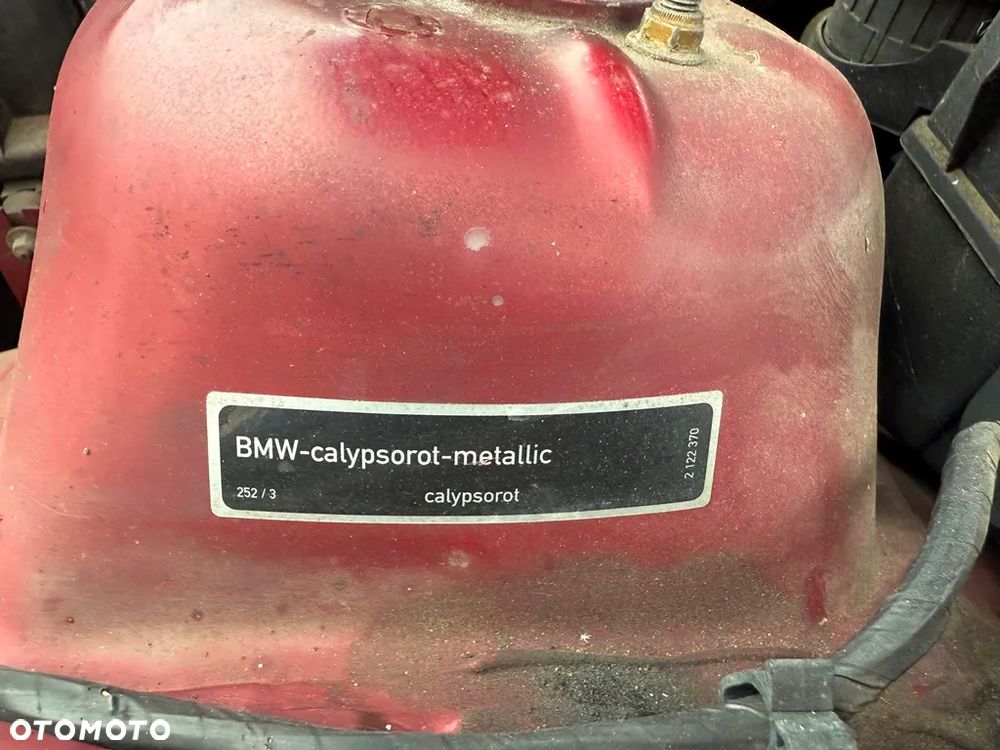 BMW-calypsorot-metallic
252 / 3
calypsorot
2 122 370
OTOMOTO